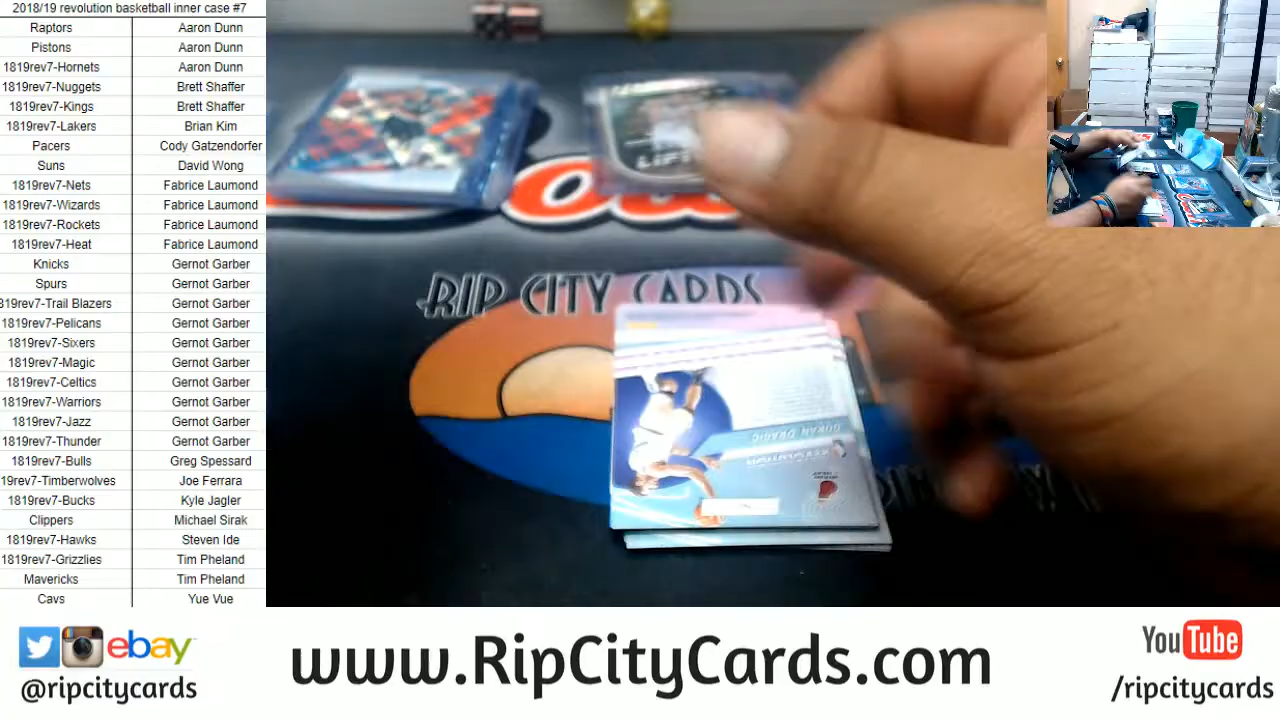 2018/19 revolution basketball inner case #7
Raptors Aaron Dunn
Pistons Aaron Dunn
1819rev7-Hornets Aaron Dunn
1819rev7-Nuggets Brett Shaffer
1819rev7-Kings Brett Shaffer
1819rev7-Lakers Brian Kim
Pacers Cody Gatzendorfer
Suns David Wong
1819rev7-Nets Fabrice Laumond
1819rev7-Wizards Fabrice Laumond
1819rev7-Rockets Fabrice Laumond
1819rev7-Heat Fabrice Laumond
Knicks Gernot Garber
Spurs Gernot Garber
819rev7-Trail Blazers Gernot Garber
1819rev7-Pelicans Gernot Garber
1819rev7-Sixers Gernot Garber
1819rev7-Magic Gernot Garber
1819rev7-Celtics Gernot Garber
1819rev7-Warriors Gernot Garber
1819rev7-Jazz Gernot Garber
1819rev7-Thunder Gernot Garber
1819rev7-Bulls Greg Spessard
19rev7-Timberwolves Joe Ferrara
1819rev7-Bucks Kyle Jagler
Clippers Michael Sirak
1819rev7-Hawks Steven Ide
1819rev7-Grizzlies Tim Pheland
Mavericks Tim Pheland
Cavs Yue Vue
RIP CITY CARDS
GORAN DRAGIC
REVOLUTION
ebay
@ripcitycards
www.RipCityCards.com
YouTube
/ripcitycards